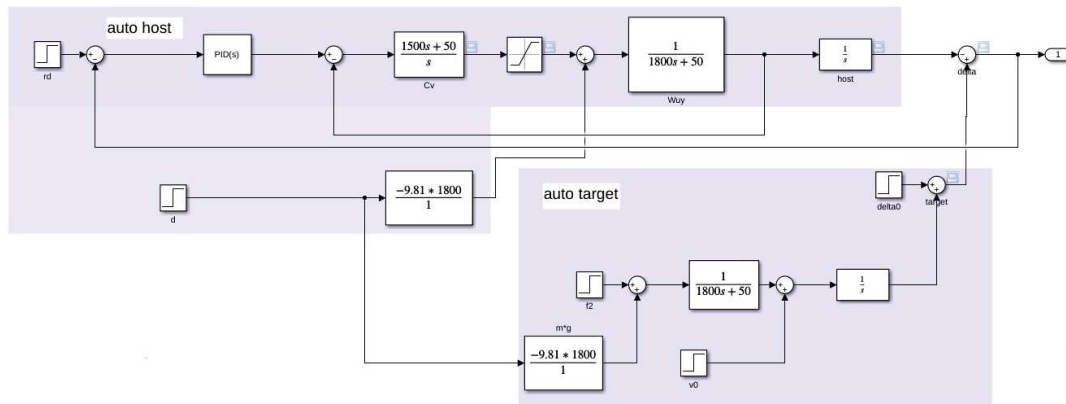 auto host
rd
PID(s)
1500s + 50
s
Cv
1
1800s + 50
Wuy
1
s
host
delta
1
d
−9.81 * 1800
1
auto target
delta0
target
f2
1
1800s + 50
1
s
m*g
−9.81 * 1800
1
v0